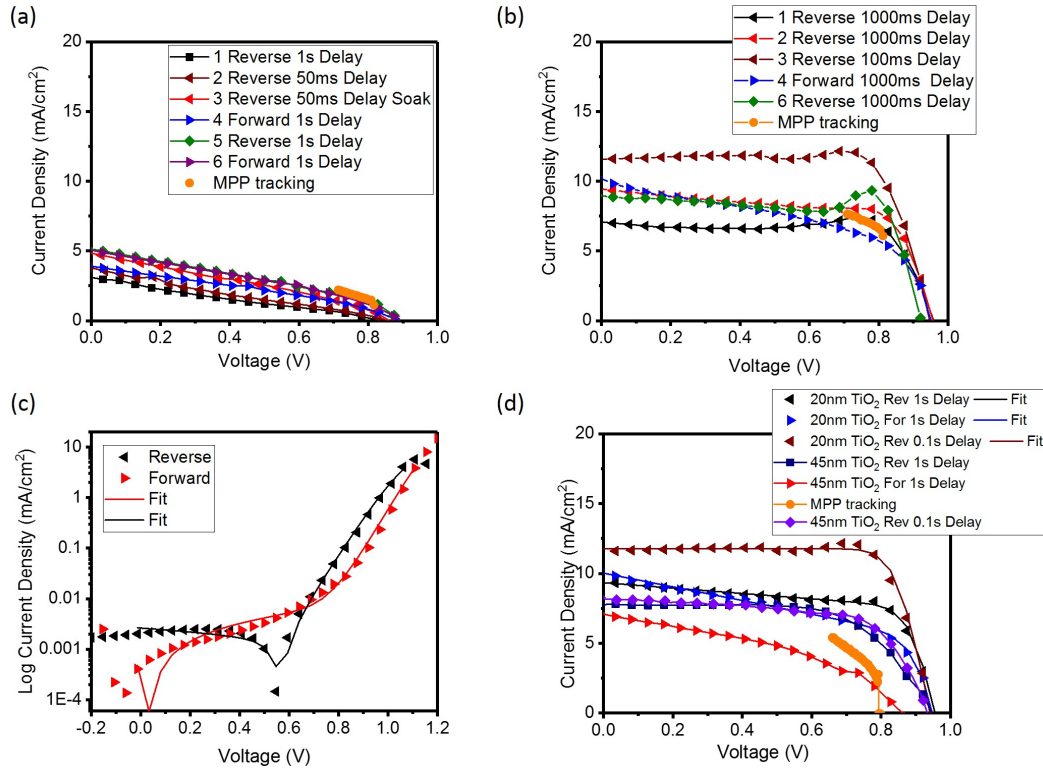 (a)
20
15
10
5
0
0.0 0.2 0.4 0.6 0.8 1.0
Current Density (mA/cm²)
Voltage (V)
1 Reverse 1s Delay
2 Reverse 50ms Delay
3 Reverse 50ms Delay Soak
4 Forward 1s Delay
5 Reverse 1s Delay
6 Forward 1s Delay
MPP tracking
(b)
1 Reverse 1000ms Delay
2 Reverse 1000ms Delay
3 Reverse 100ms Delay
4 Forward 1000ms Delay
6 Reverse 1000ms Delay
MPP tracking
20
15
10
5
0
0.0 0.2 0.4 0.6 0.8 1.0
Current Density (mA/cm²)
Voltage (V)
(c)
10
1
0.1
0.01
0.001
1E-4
-0.2 0.0 0.2 0.4 0.6 0.8 1.0 1.2
Log Current Density (mA/cm²)
Voltage (V)
Reverse
Forward
Fit
Fit
(d)
20nm TiO₂ Rev 1s Delay Fit
20nm TiO₂ For 1s Delay Fit
20nm TiO₂ Rev 0.1s Delay Fit
45nm TiO₂ Rev 1s Delay
45nm TiO₂ For 1s Delay
MPP tracking
45nm TiO₂ Rev 0.1s Delay
20
15
10
5
0
0.0 0.2 0.4 0.6 0.8 1.0
Current Density (mA/cm²)
Voltage (V)